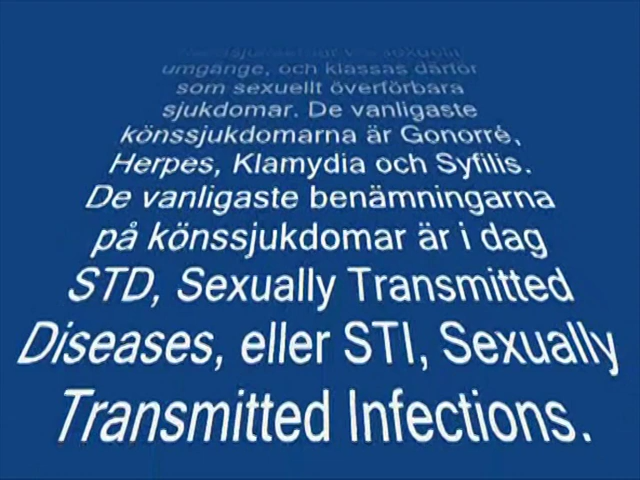 umgänge, och klassas därför
som sexuellt överförbara
sjukdomar. De vanligaste
könssjukdomarna är Gonorré,
Herpes, Klamydia och Syfilis.
De vanligaste benämningarna
på könssjukdomar är i dag
STD, Sexually Transmitted
Diseases, eller STI, Sexually
Transmitted Infections.